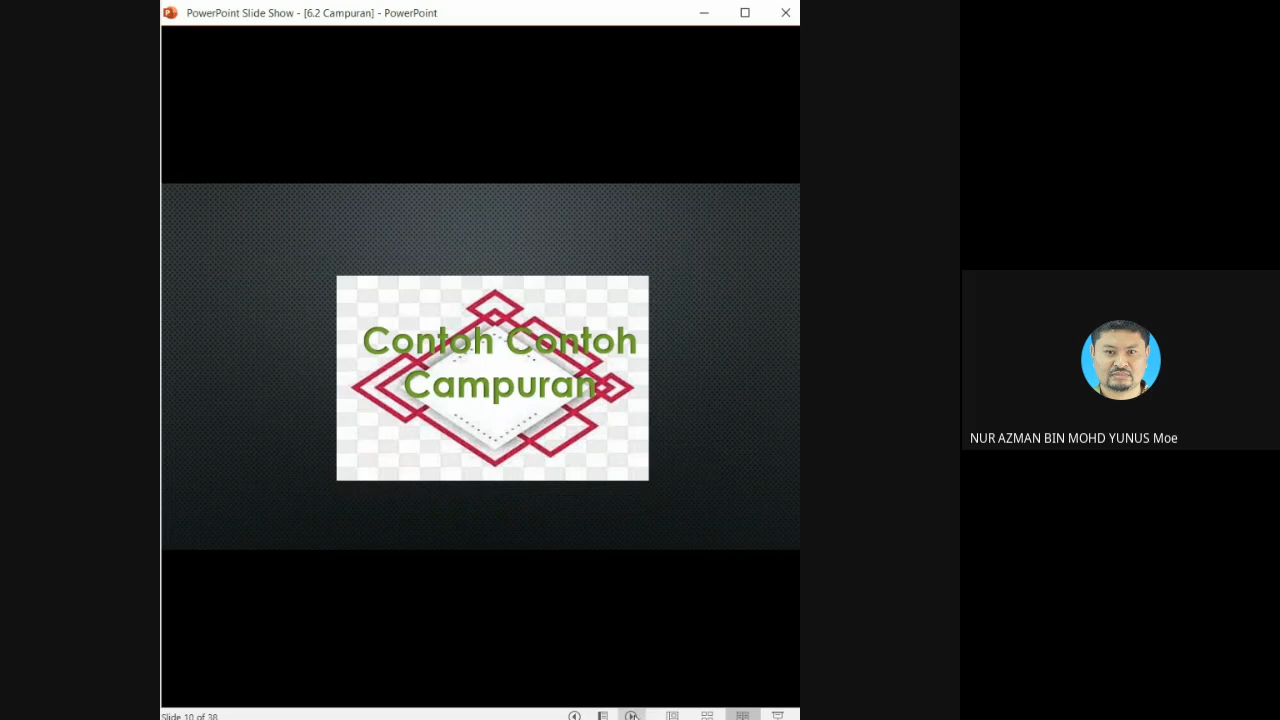 PowerPoint Slide Show - [6.2 Campuran] - PowerPoint
Contoh Contoh
Campuran
NUR AZMAN BIN MOHD YUNUS Moe
Slide 10 of 38